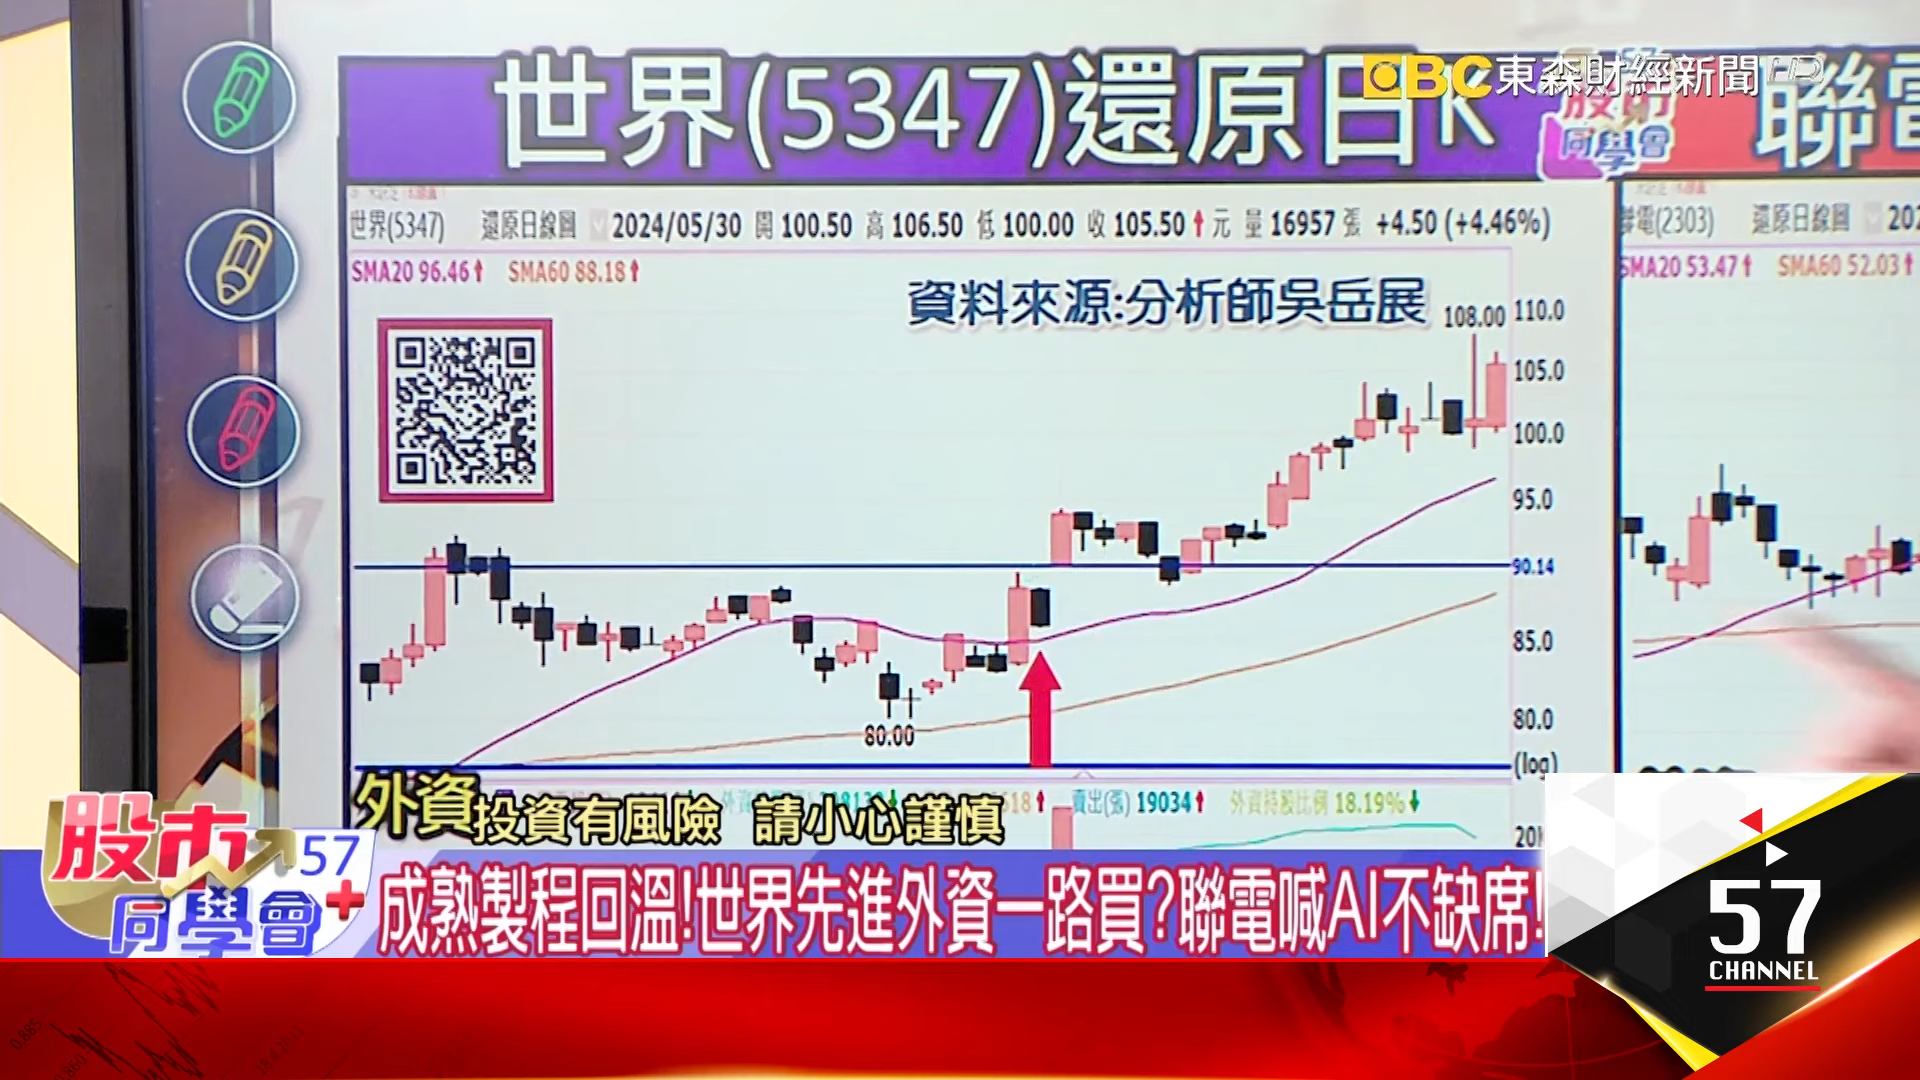 世界(5347)還原日K
EBC東森財經新聞HD
股市
同學會
聯電
世界(5347) 還原日線圖 2024/05/30 開 100.50 高 106.50 低 100.00 收 105.50↑ 元 量 16957 張 +4.50 (+4.46%)
聯電(2303) 還原日線圖 202
SMA20 96.46↑ SMA60 88.18↑
SMA20 53.47↑ SMA60 52.03↑
資料來源:分析師吳岳展
108.00
110.0
105.0
100.0
95.0
90.14
85.0
80.0
80.00
(log)
外資
投資有風險 請小心謹慎
賣出(張) 19034↑ 外資持股比例 18.19%↓
股市
57
同學會+
成熟製程回溫!世界先進外資一路買?聯電喊AI不缺席!
57
CHANNEL